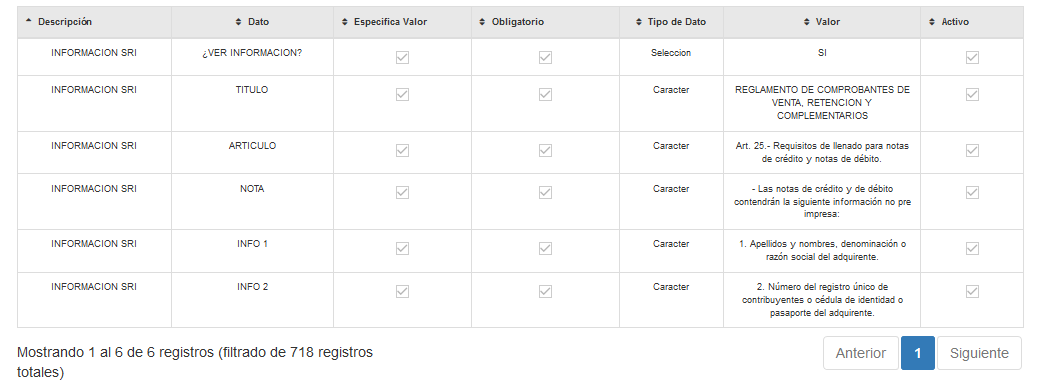 Descripción Dato Especifica Valor Obligatorio Tipo de Dato Valor Activo
INFORMACION SRI ¿VER INFORMACION? Seleccion SI
INFORMACION SRI TITULO Caracter REGLAMENTO DE COMPROBANTES DE
VENTA, RETENCION Y
COMPLEMENTARIOS
INFORMACION SRI ARTICULO Caracter Art. 25.- Requisitos de llenado para notas
de crédito y notas de débito.
INFORMACION SRI NOTA Caracter - Las notas de crédito y de débito
contendrán la siguiente información no pre
impresa:
INFORMACION SRI INFO 1 Caracter 1. Apellidos y nombres, denominación o
razón social del adquirente.
INFORMACION SRI INFO 2 Caracter 2. Número del registro único de
contribuyentes o cédula de identidad o
pasaporte del adquirente.
Mostrando 1 al 6 de 6 registros (filtrado de 718 registros
totales)
Anterior 1 Siguiente